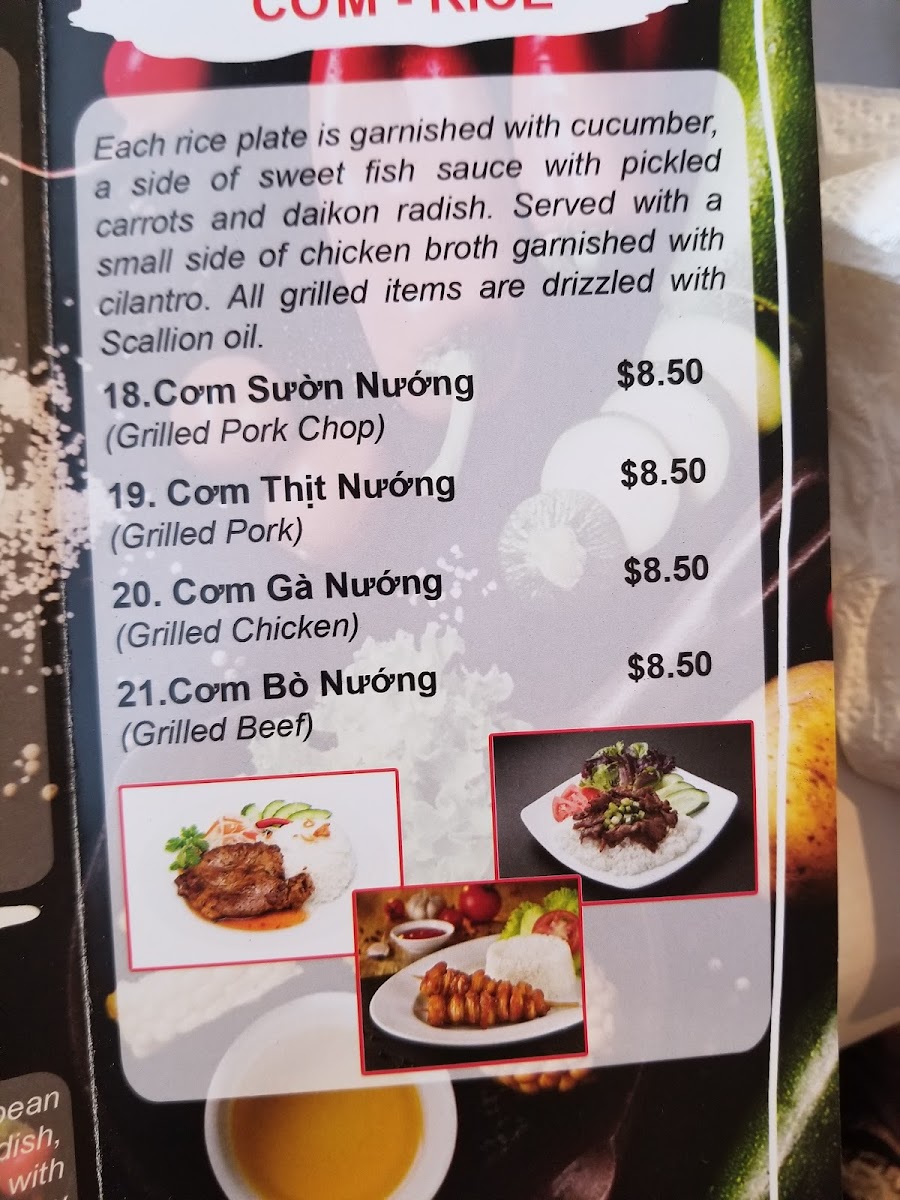 CƠM - RICE
Each rice plate is garnished with cucumber,
a side of sweet fish sauce with pickled
carrots and daikon radish. Served with a
small side of chicken broth garnished with
cilantro. All grilled items are drizzled with
Scallion oil.
18.Cơm Sườn Nướng $8.50
(Grilled Pork Chop)
19. Cơm Thịt Nướng $8.50
(Grilled Pork)
20. Cơm Gà Nướng $8.50
(Grilled Chicken)
21.Cơm Bò Nướng $8.50
(Grilled Beef)
with